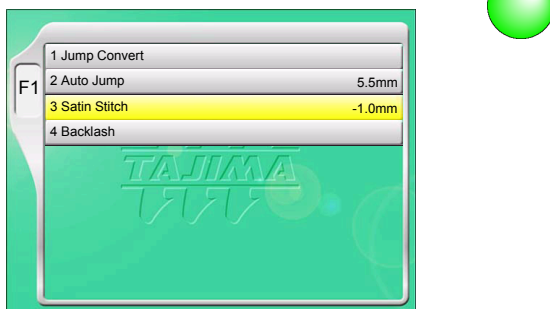 F1
1 Jump Convert
2 Auto Jump 5.5mm
3 Satin Stitch -1.0mm
4 Backlash
TAJIMA